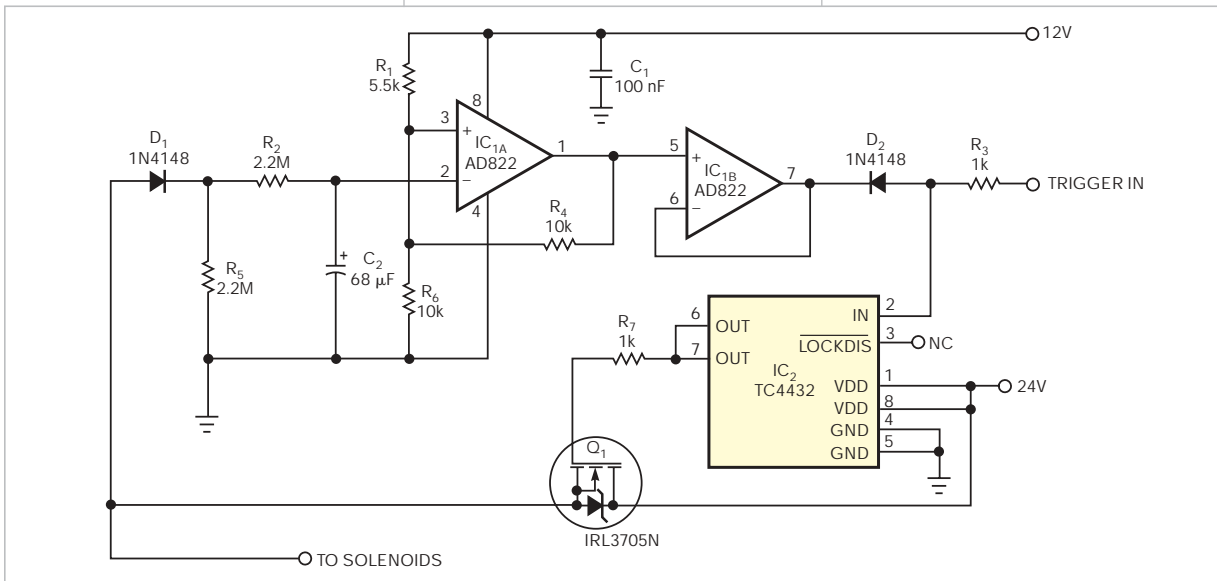 12V
R1
5.5k
C1
100 nF
8
3
+
IC1A
AD822
1
2
−
4
D1
1N4148
R2
2.2M
5
+
IC1B
AD822
7
6
−
D2
1N4148
R3
1k
TRIGGER IN
R4
10k
R5
2.2M
+
C2
68 µF
R6
10k
R7
1k
6
OUT
7
OUT
IN
2
LOCKDIS
3
NC
IC2
TC4432
VDD
1
24V
VDD
8
GND
4
GND
5
Q1
IRL3705N
TO SOLENOIDS